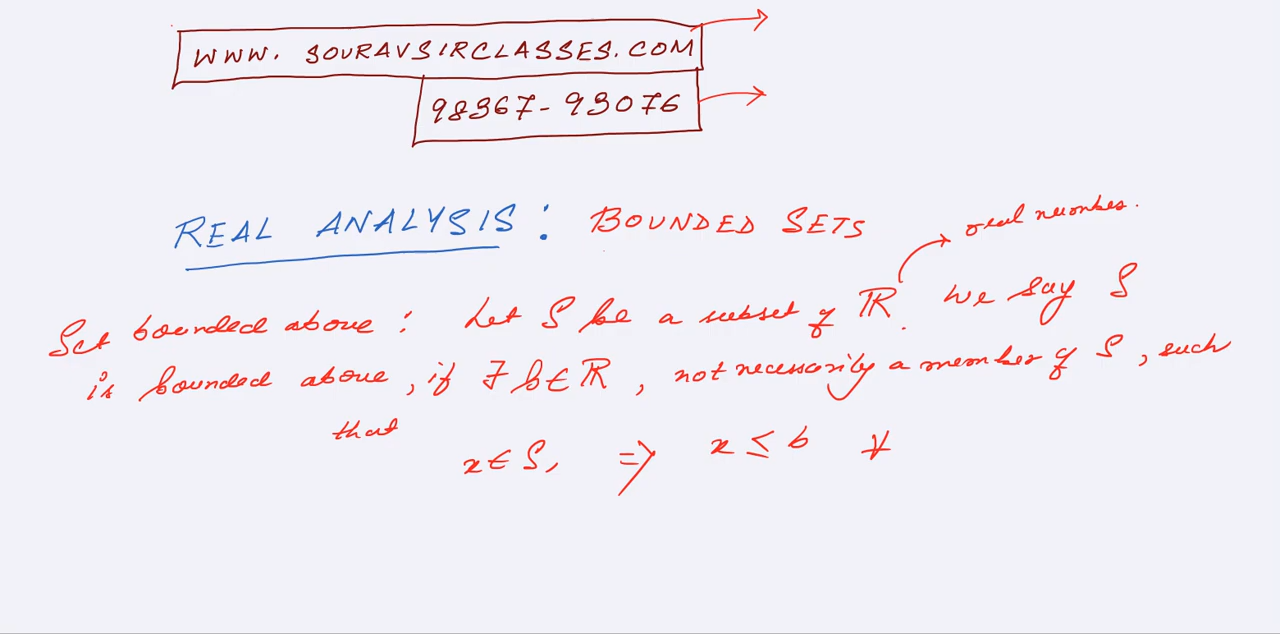 WWW. SOURAVSIRCLASSES.COM
98367-93076
REAL ANALYSIS : BOUNDED SETS
real number.
Set bounded above : Let S be a subset of ℝ. We say S
is bounded above, if ∃ b ∈ ℝ, not necessarily a member of S, such
that
x ∈ S, ⇒ x ≤ b ∀